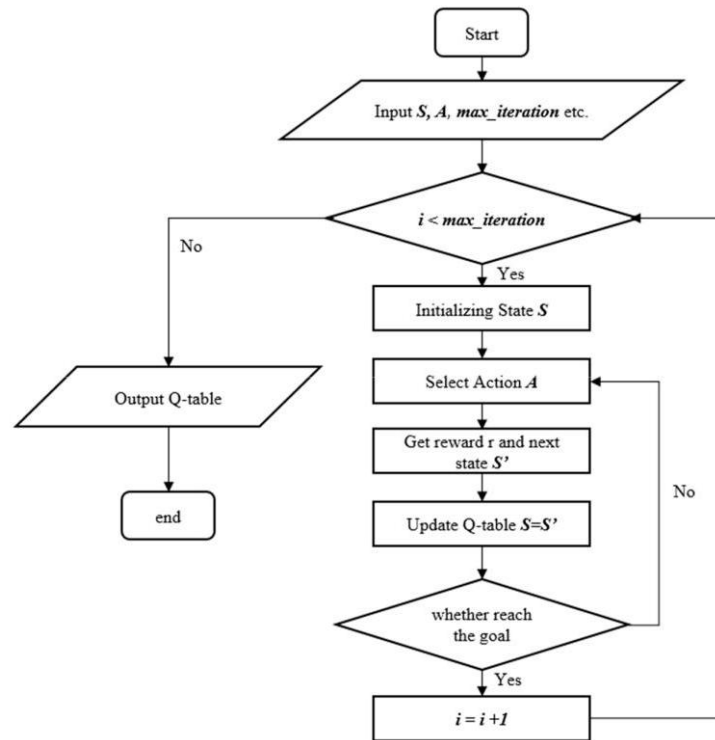 Start
Input S, A, max_iteration etc.
i < max_iteration
No
Yes
Initializing State S
Select Action A
Output Q-table
Get reward r and next
state S’
No
end
Update Q-table S=S’
whether reach
the goal
Yes
i = i +1